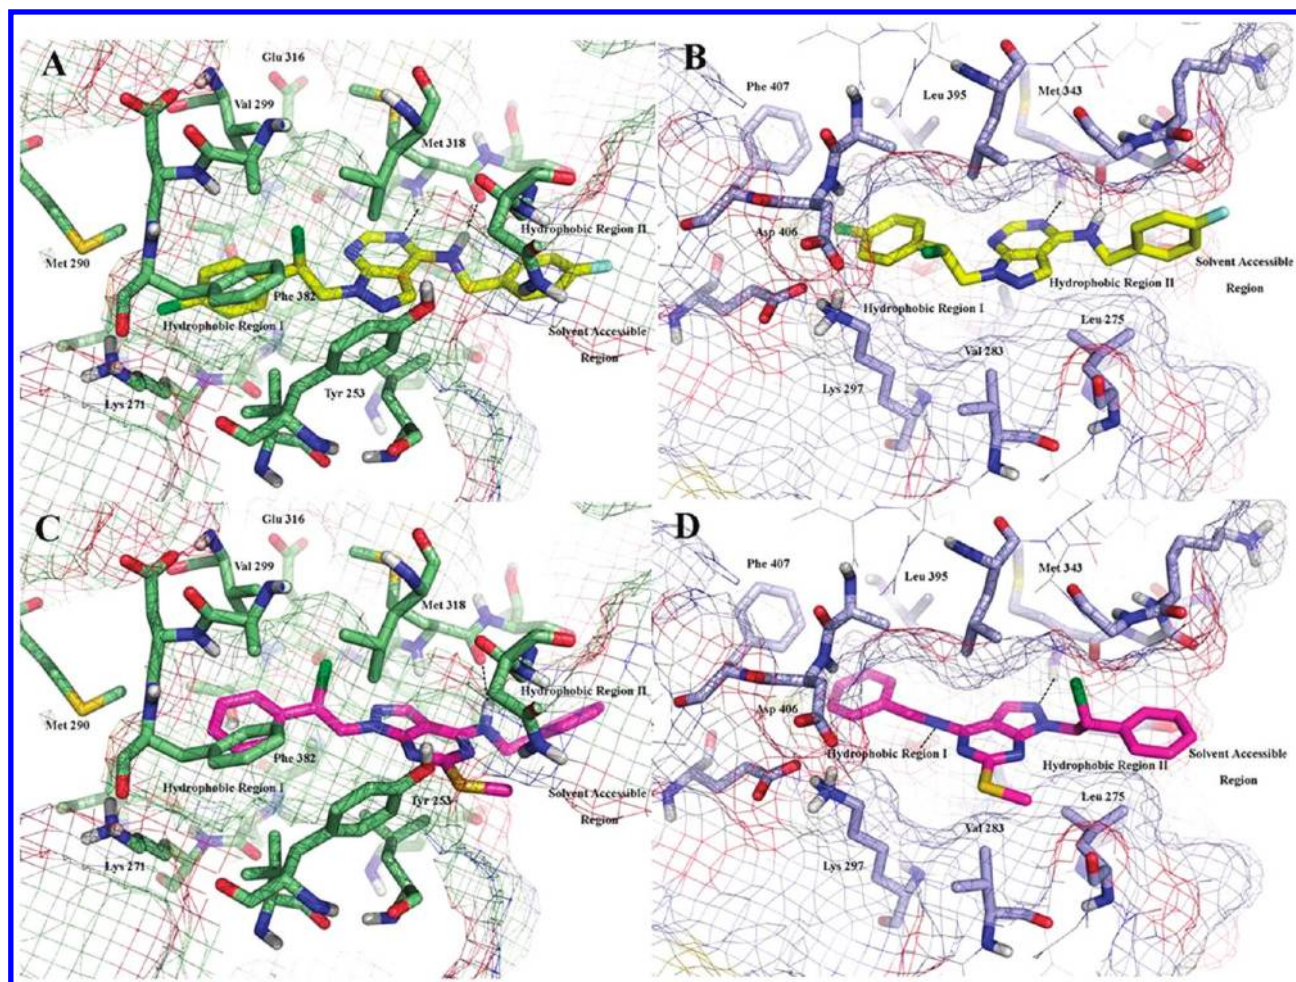 A
Glu 316
Val 299
Met 318
Hydrophobic Region II
Met 290
Phe 382
Hydrophobic Region I
Solvent Accessible
Region
Tyr 253
Lys 271
B
Phe 407
Leu 395
Met 343
Asp 406
Solvent Accessible
Region
Hydrophobic Region II
Hydrophobic Region I
Leu 275
Val 283
Lys 297
C
Glu 316
Val 299
Met 318
Hydrophobic Region II
Met 290
Phe 382
Hydrophobic Region I
Solvent Accessible
Region
Tyr 253
Lys 271
D
Phe 407
Leu 395
Met 343
Asp 406
Hydrophobic Region I
Solvent Accessible
Region
Hydrophobic Region II
Leu 275
Val 283
Lys 297